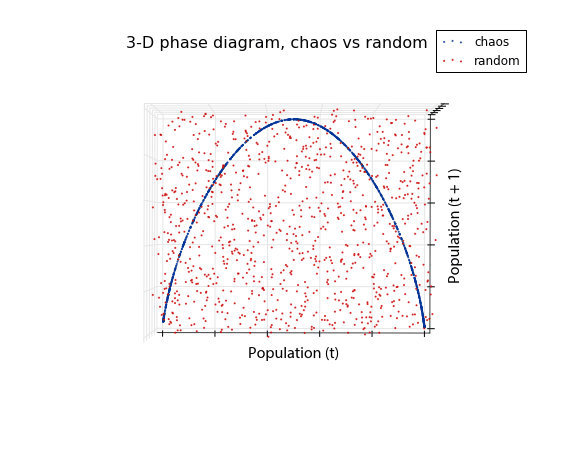 3-D phase diagram, chaos vs random
chaos
random
Population (t + 1)
Population (t)